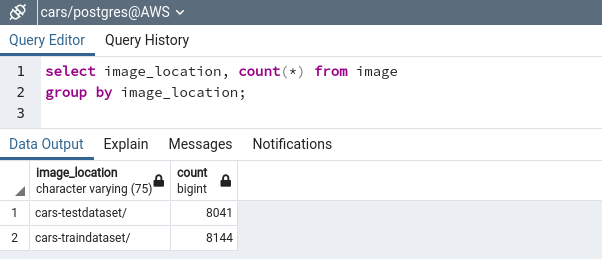 cars/postgres@AWS
Query Editor Query History
1 select image_location, count(*) from image
2 group by image_location;
3
Data Output Explain Messages Notifications
image_location count
character varying (75) bigint
1 cars-testdataset/ 8041
2 cars-traindataset/ 8144